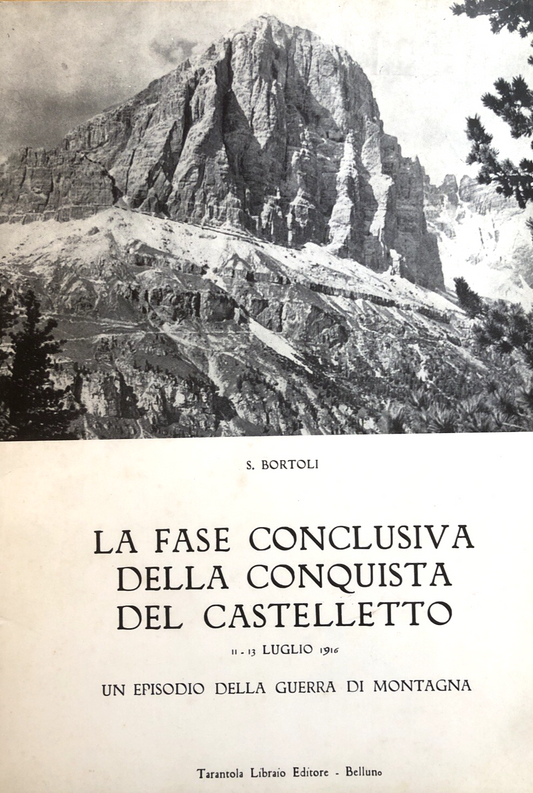 S. BORTOLI
LA FASE CONCLUSIVA
DELLA CONQUISTA
DEL CASTELLETTO
11 - 13 LUGLIO 1916
UN EPISODIO DELLA GUERRA DI MONTAGNA
Tarantola Libraio Editore - Belluno